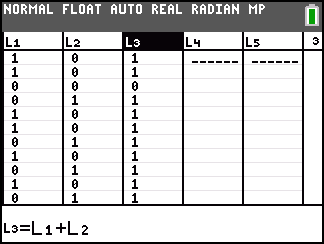 NORMAL FLOAT AUTO REAL RADIAN MP
L1 L2 L3 L4 L5 3
1 0 1 ------ ------
1 0 1
0 0 0
1 0 1
1 0 1
0 1 1
0 1 1
1 0 1
1 0 1
1 0 1
0 1 1
L3=L1+L2